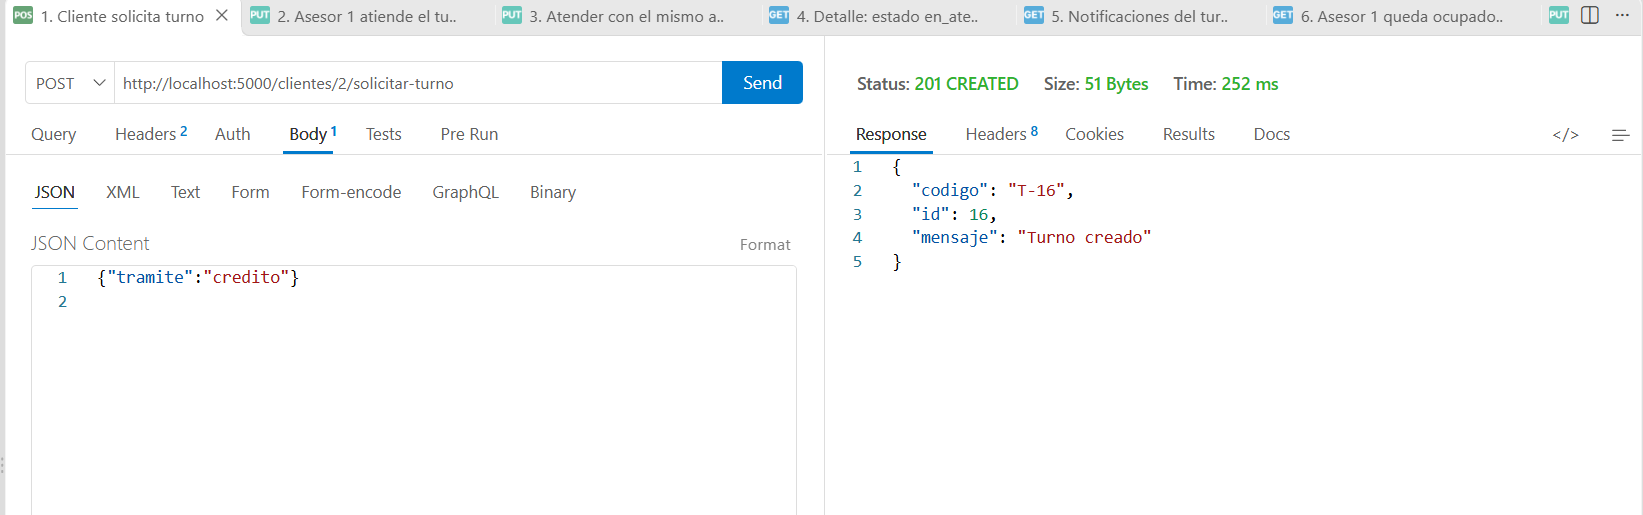 POS 1. Cliente solicita turno
PUT 2. Asesor 1 atiende el tu..
PUT 3. Atender con el mismo a..
GET 4. Detalle: estado en_ate..
GET 5. Notificaciones del tur..
GET 6. Asesor 1 queda ocupado..
PUT
POST http://localhost:5000/clientes/2/solicitar-turno Send
Query Headers 2 Auth Body 1 Tests Pre Run
JSON XML Text Form Form-encode GraphQL Binary
JSON Content Format
1 {"tramite":"credito"}
2
Status: 201 CREATED Size: 51 Bytes Time: 252 ms
Response Headers 8 Cookies Results Docs </>
1 {
2 "codigo": "T-16",
3 "id": 16,
4 "mensaje": "Turno creado"
5 }